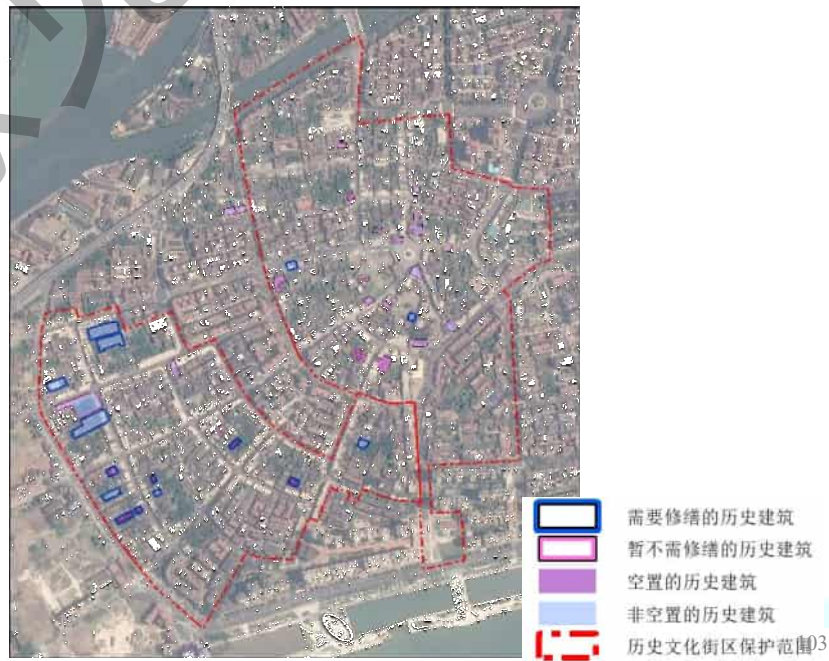 需要修缮的历史建筑
暂不需修缮的历史建筑
空置的历史建筑
非空置的历史建筑
历史文化街区保护范围
103